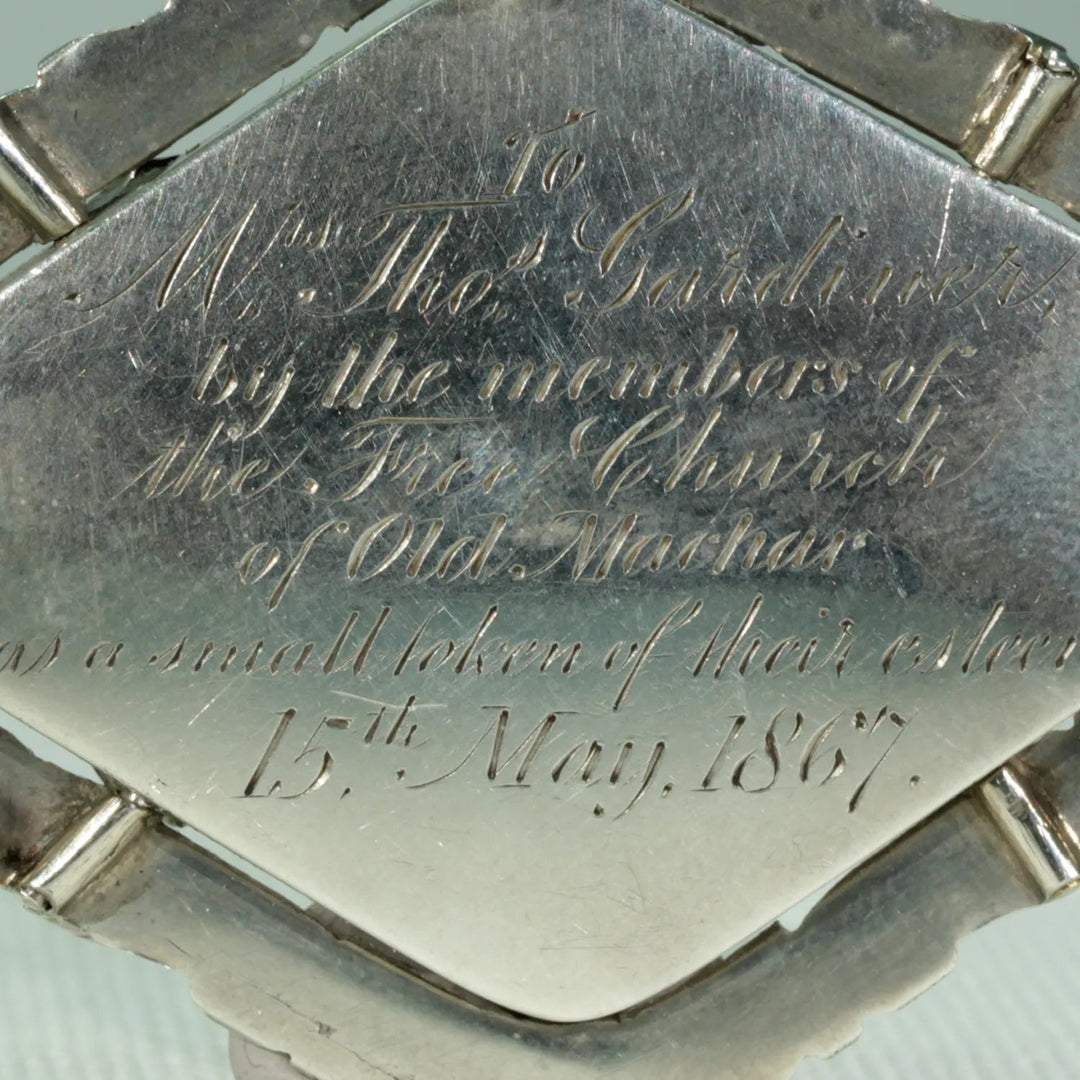 To
Mrs. Thos. Gardiner,
by the members of
the Free Church
of Old Machar
as a small token of their esteem
15th. May, 1867.